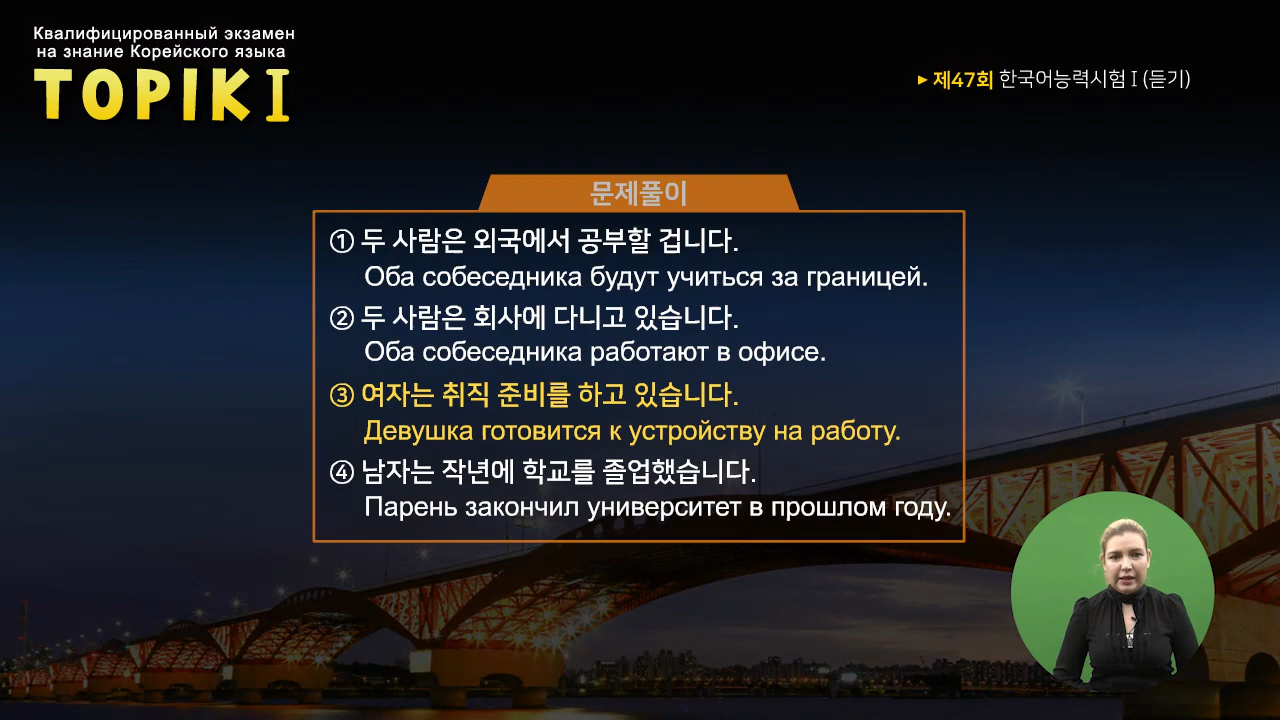 Квалифицированный экзамен
на знание Корейского языка
TOPIK I
▶ 제47회 한국어능력시험 I (듣기)
문제풀이
① 두 사람은 외국에서 공부할 겁니다.
Оба собеседника будут учиться за границей.
② 두 사람은 회사에 다니고 있습니다.
Оба собеседника работают в офисе.
③ 여자는 취직 준비를 하고 있습니다.
Девушка готовится к устройству на работу.
④ 남자는 작년에 학교를 졸업했습니다.
Парень закончил университет в прошлом году.